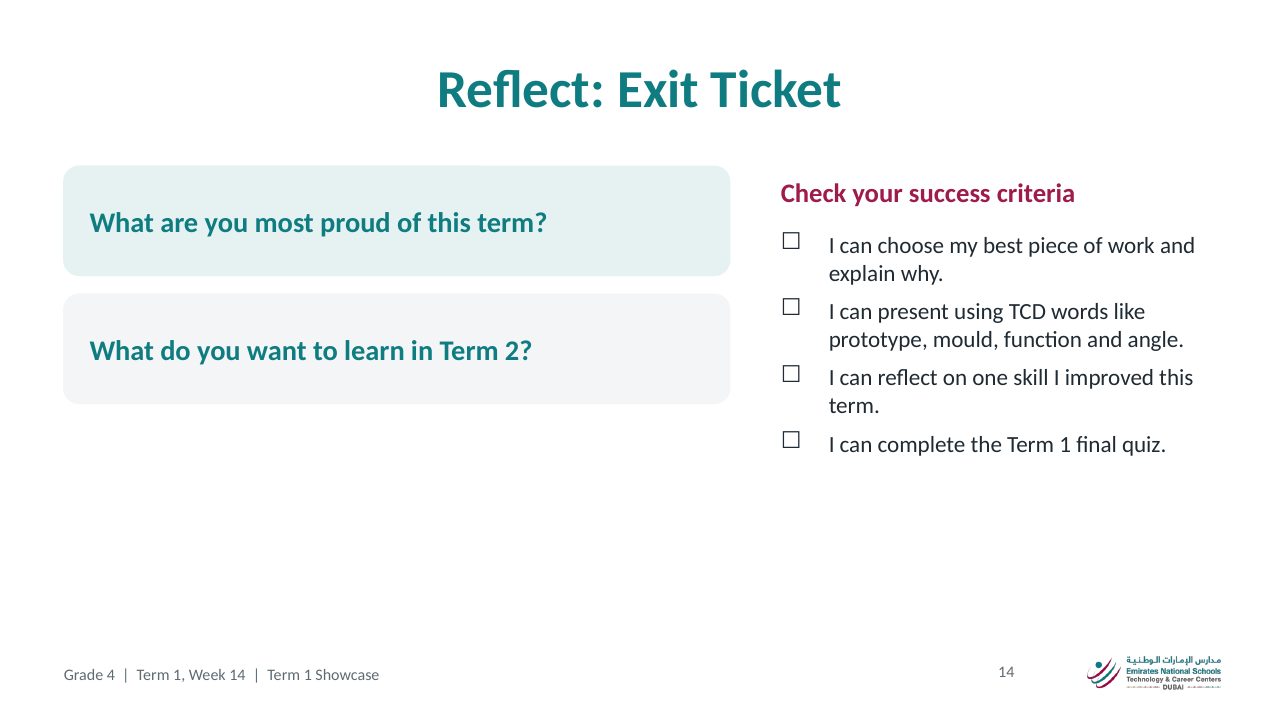 Reflect: Exit Ticket
What are you most proud of this term?
What do you want to learn in Term 2?
Check your success criteria
☐ I can choose my best piece of work and
explain why.
☐ I can present using TCD words like
prototype, mould, function and angle.
☐ I can reflect on one skill I improved this
term.
☐ I can complete the Term 1 final quiz.
Grade 4 | Term 1, Week 14 | Term 1 Showcase
14
مدارس الإمارات الوطنية
Emirates National Schools
Technology & Career Centers
DUBAI